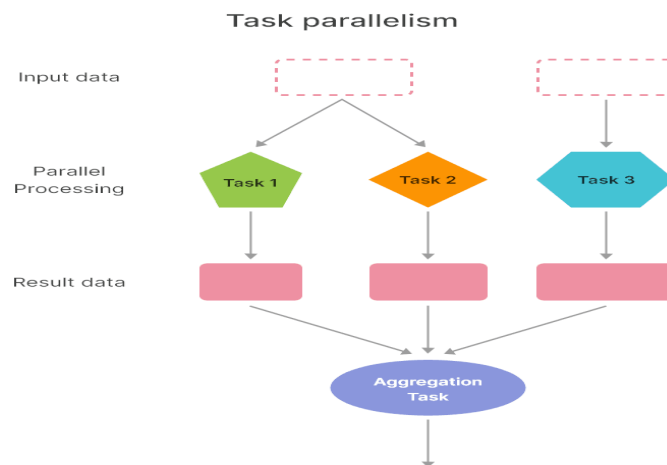 Task parallelism
Input data
Parallel
Processing
Task 1
Task 2
Task 3
Result data
Aggregation
Task